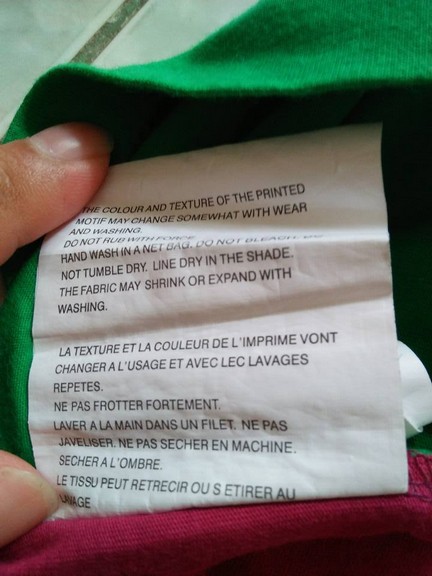 THE COLOUR AND TEXTURE OF THE PRINTED
MOTIF MAY CHANGE SOMEWHAT WITH WEAR
AND WASHING.
DO NOT RUB WITH FORCE.
HAND WASH IN A NET BAG. DO NOT BLEACH. DO
NOT TUMBLE DRY. LINE DRY IN THE SHADE.
THE FABRIC MAY SHRINK OR EXPAND WITH
WASHING.
LA TEXTURE ET LA COULEUR DE L'IMPRIME VONT
CHANGER A L'USAGE ET AVEC LEC LAVAGES
REPETES.
NE PAS FROTTER FORTEMENT.
LAVER A LA MAIN DANS UN FILET. NE PAS
JAVELISER. NE PAS SECHER EN MACHINE.
SECHER A L'OMBRE.
LE TISSU PEUT RETRECIR OU S ETIRER AU
LAVAGE